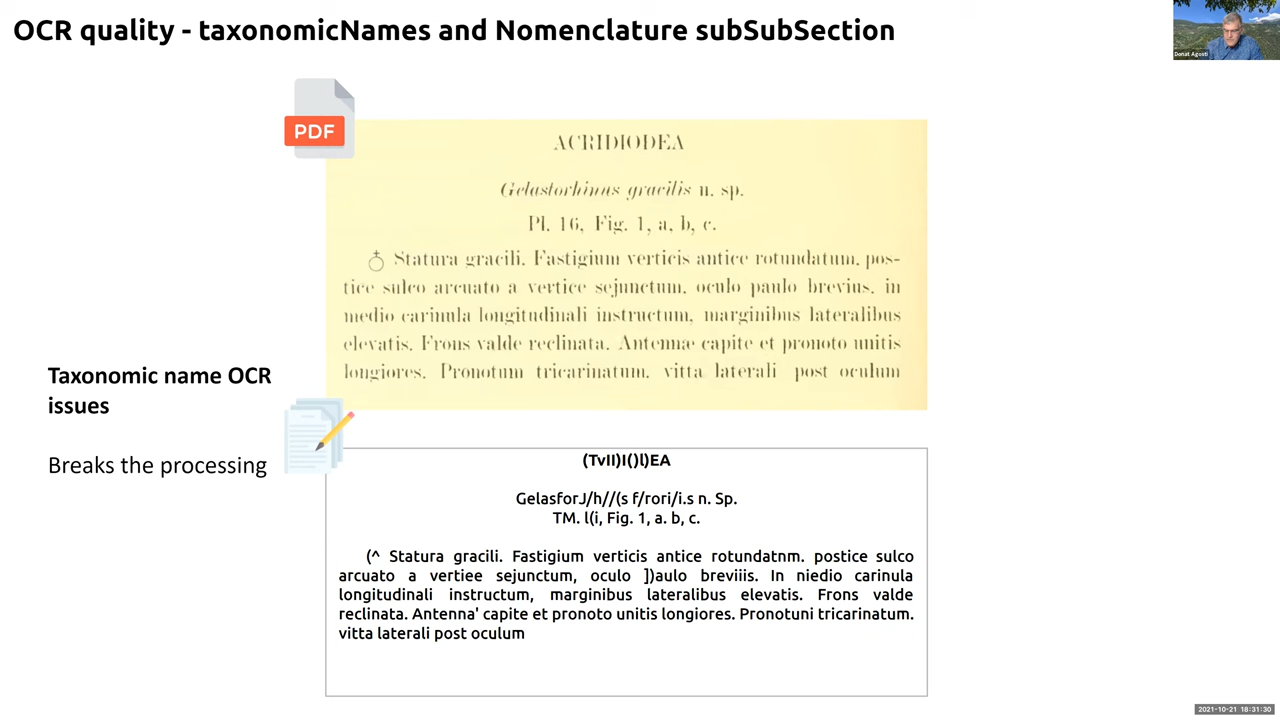 OCR quality - taxonomicNames and Nomenclature subSubSection
Donat Agosti
PDF
ACRIDIODEA
Gelastorhinus gracilis n. sp.
Pl. 16, Fig. 1, a, b, c.
♁ Statura gracili. Fastigium verticis antice rotundatum, pos-
tice sulco arcuato a vertice sejunctum, oculo paulo brevius, in
medio carinula longitudinali instructum, marginibus lateralibus
elevatis. Frons valde reclinata. Antennæ capite et pronoto unitis
longiores. Pronotum tricarinatum, vitta laterali post oculum
Taxonomic name OCR
issues
Breaks the processing
(TvII)I()l)EA
GelasforJ/h//(s f/rori/i.s n. Sp.
TM. l(i, Fig. 1, a. b, c.
(^ Statura gracili. Fastigium verticis antice rotundatnm. postice sulco
arcuato a vertiee sejunctum, oculo ])aulo breviiis. In niedio carinula
longitudinali instructum, marginibus lateralibus elevatis. Frons valde
reclinata. Antenna' capite et pronoto unitis longiores. Pronotuni tricarinatum.
vitta laterali post oculum
2021-10-21 18:31:30